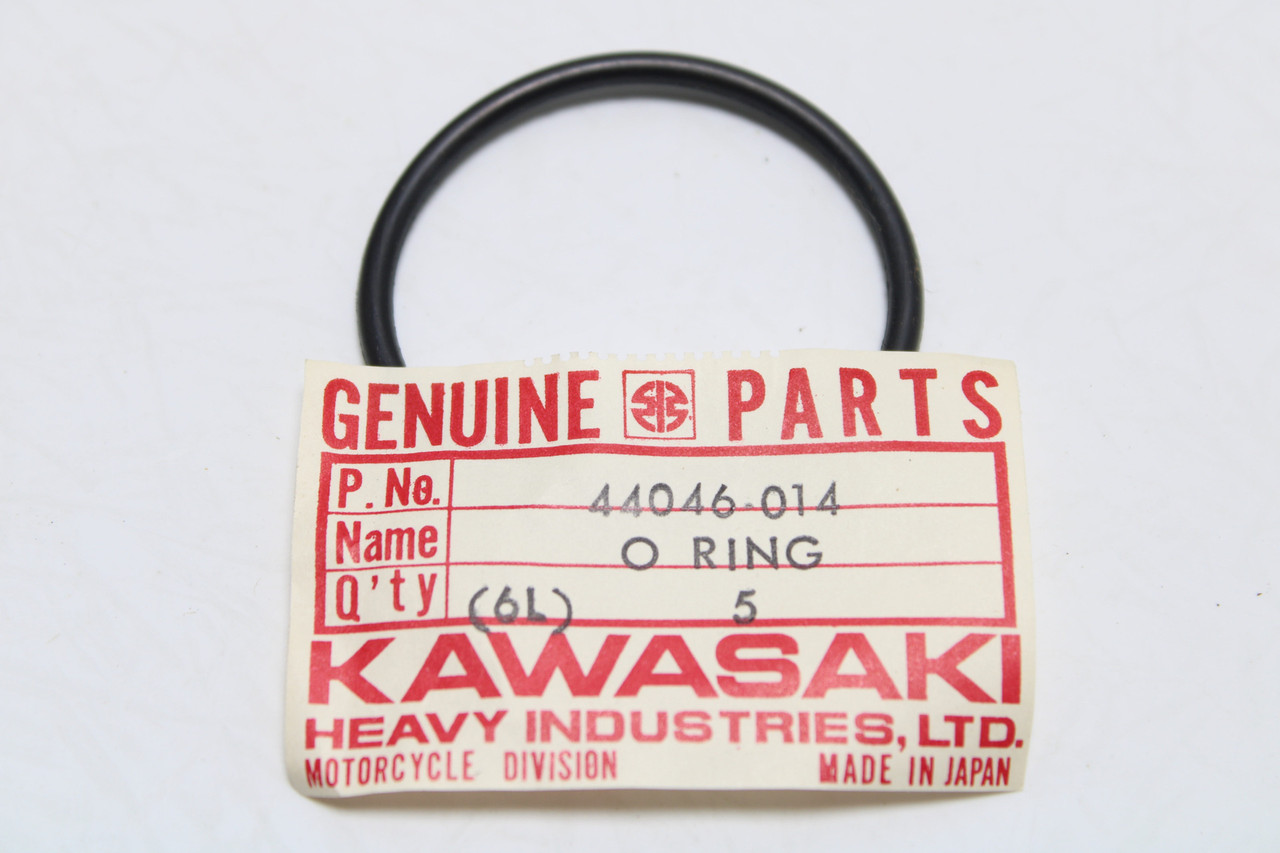 GENUINE PARTS
P. No. 44046-014
Name O RING
Q'ty (6L) 5
KAWASAKI
HEAVY INDUSTRIES, LTD.
MOTORCYCLE DIVISION MADE IN JAPAN